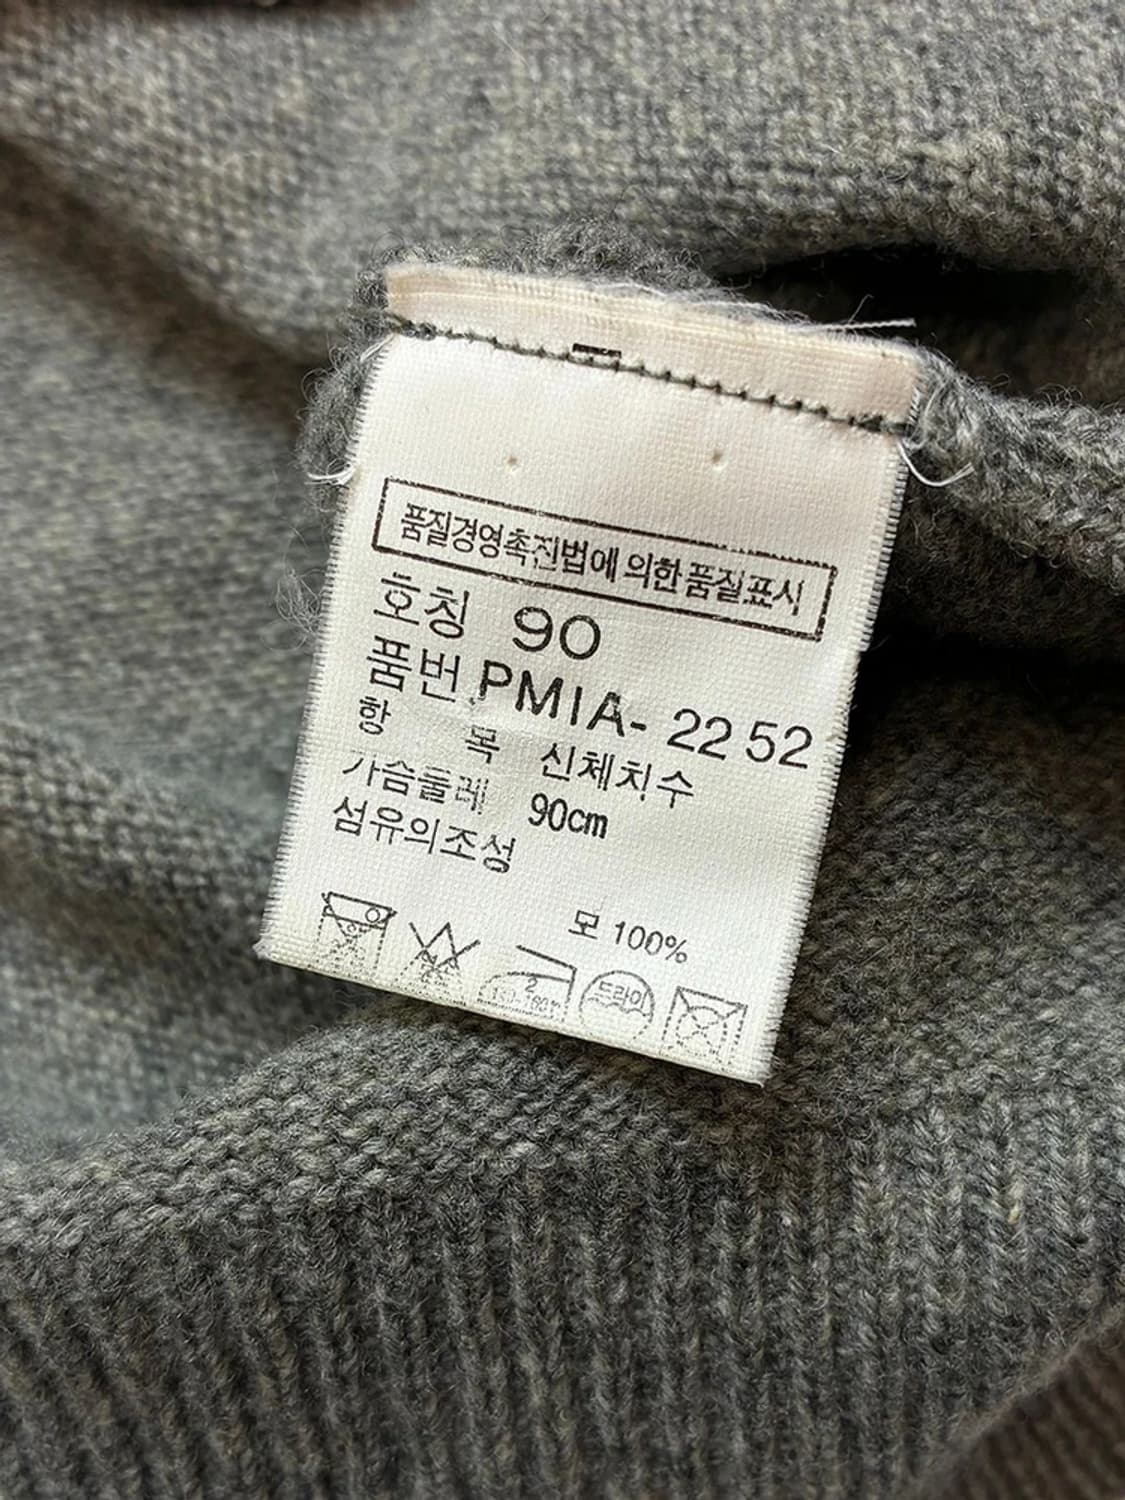 품질경영촉진법에 의한 품질표시
호칭 90
품번 PMIA- 2252
항 목 신체치수
가슴둘레 90cm
섬유의조성
모 100%
드라이